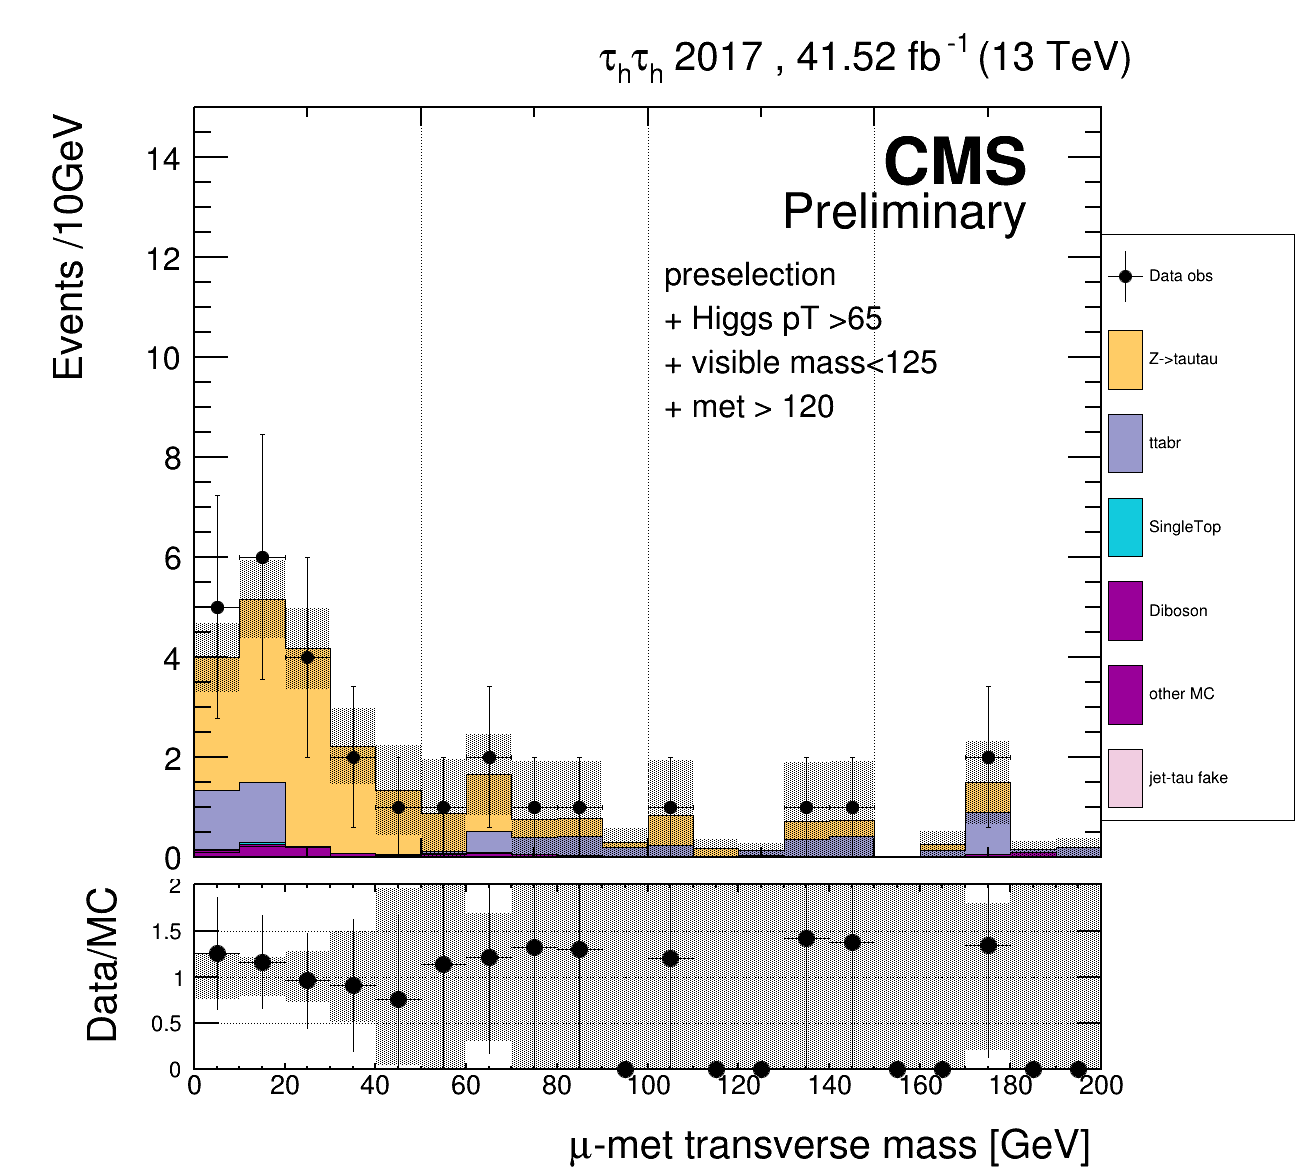 τhτh 2017 , 41.52 fb-1 (13 TeV)
Events /10GeV
14
12
10
8
6
4
2
0
CMS
Preliminary
preselection
+ Higgs pT >65
+ visible mass<125
+ met > 120
Data obs
Z->tautau
ttabr
SingleTop
Diboson
other MC
jet-tau fake
Data/MC
2
1.5
1
0.5
0
0 20 40 60 80 100 120 140 160 180 200
μ-met transverse mass [GeV]